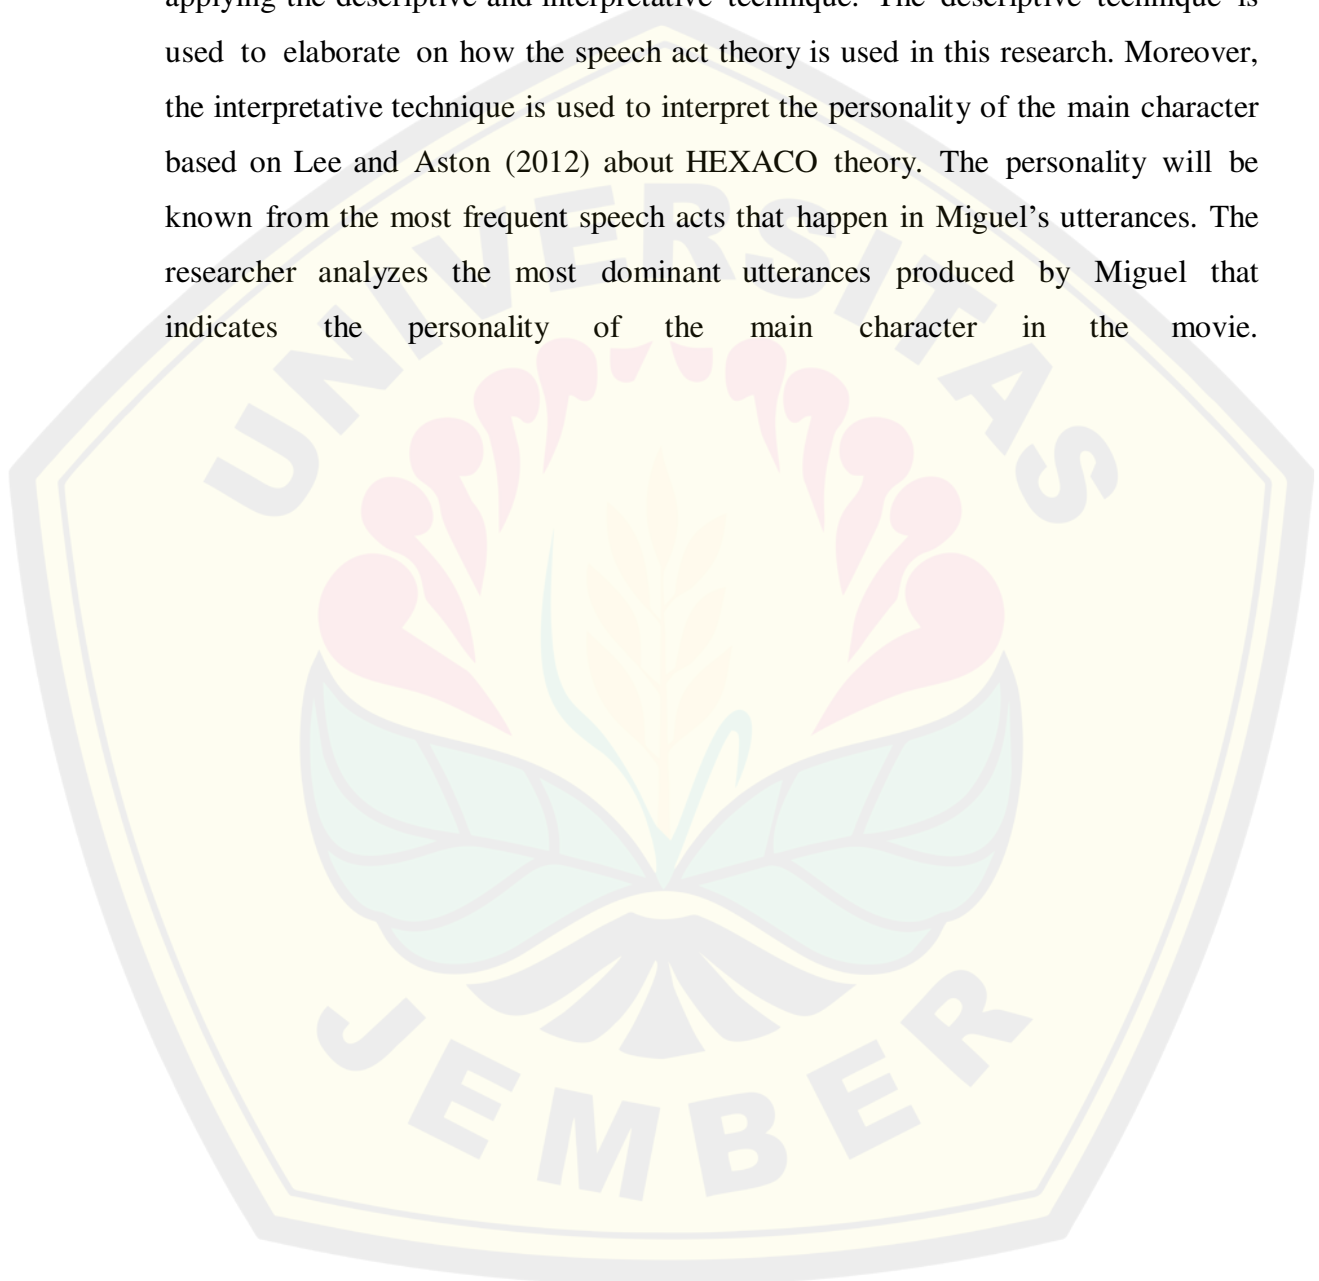 applying the descriptive and interpretative technique. The descriptive technique is
used to elaborate on how the speech act theory is used in this research. Moreover,
the interpretative technique is used to interpret the personality of the main character
based on Lee and Aston (2012) about HEXACO theory. The personality will be
known from the most frequent speech acts that happen in Miguel’s utterances. The
researcher analyzes the most dominant utterances produced by Miguel that
indicates the personality of the main character in the movie.
UNIVERSITAS
JEMBER